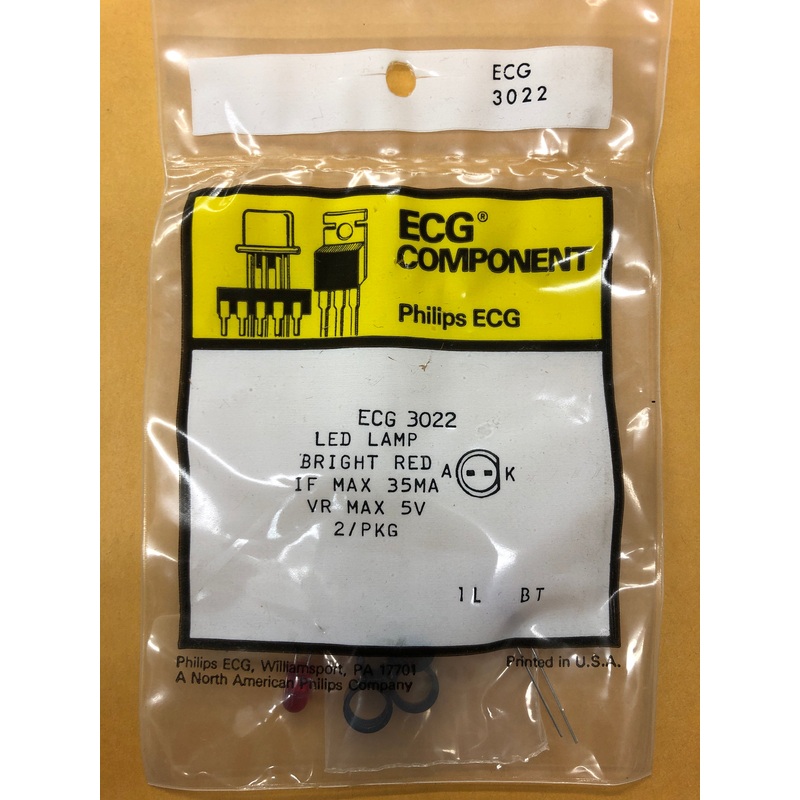 ECG
3022
ECG®
COMPONENT
Philips ECG
ECG 3022
LED LAMP
BRIGHT RED
A K
IF MAX 35MA
VR MAX 5V
2/PKG
1L BT
Philips ECG, Williamsport, PA 17701
A North American Philips Company
Printed in U.S.A.